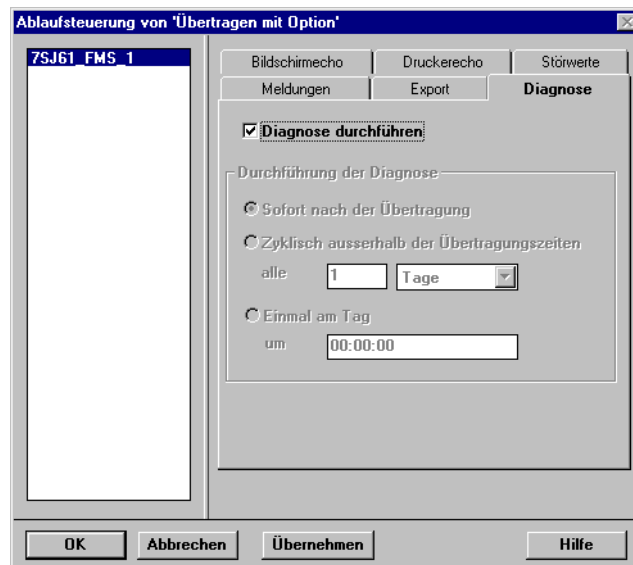 Ablaufsteuerung von 'Übertragen mit Option'
7SJ61_FMS_1
Bildschirmecho Druckerecho Störwerte
Meldungen Export Diagnose
Diagnose durchführen
Durchführung der Diagnose
Sofort nach der Übertragung
Zyklisch ausserhalb der Übertragungszeiten
alle 1 Tage
Einmal am Tag
um 00:00:00
OK Abbrechen Übernehmen Hilfe